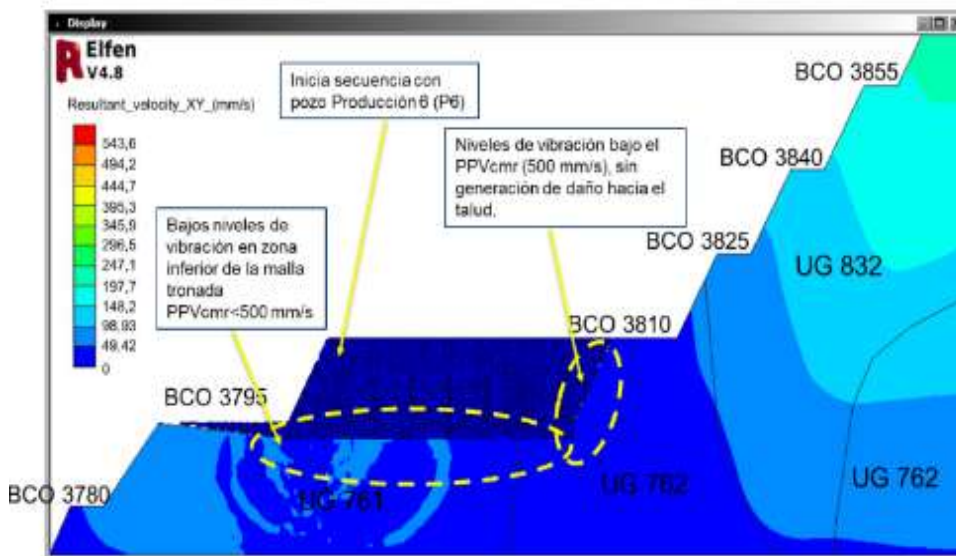 Display
Elfen
V4.8
Resultant_velocity_XY_(mm/s)
543,6
494,2
444,7
395,3
345,9
296,5
247,1
197,7
148,2
98,93
49,42
0
Inicia secuencia con
pozo Producción 6 (P6)
Niveles de vibración bajo el
PPVcmr (500 mm/s), sin
generación de daño hacia el
talud.
Bajos niveles de
vibración en zona
inferior de la malla
tronada
PPVcmr<500 mm/s
BCO 3855
BCO 3840
BCO 3825
UG 832
BCO 3810
BCO 3795
BCO 3780
UG 761
UG 762
UG 762